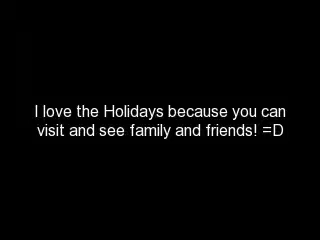 I love the Holidays because you can
visit and see family and friends! =D